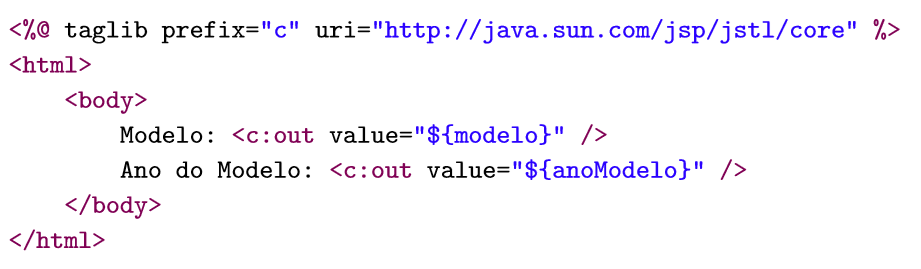 <%@ taglib prefix="c" uri="http://java.sun.com/jsp/jstl/core" %>
<html>
    <body>
        Modelo: <c:out value="${modelo}" />
        Ano do Modelo: <c:out value="${anoModelo}" />
    </body>
</html>